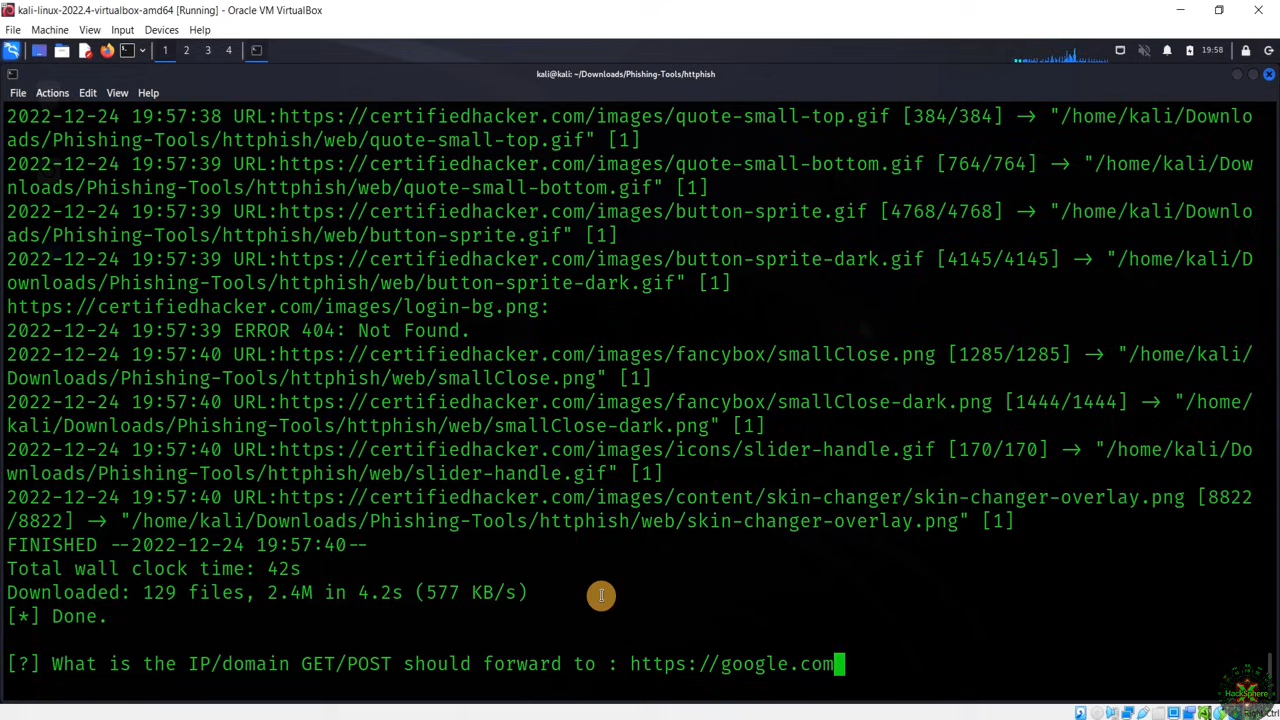 kali-linux-2022.4-virtualbox-amd64 [Running] - Oracle VM VirtualBox
File Machine View Input Devices Help
1 2 3 4 19:58
kali@kali: ~/Downloads/Phishing-Tools/httphish
File Actions Edit View Help
2022-12-24 19:57:38 URL:https://certifiedhacker.com/images/quote-small-top.gif [384/384] → "/home/kali/Downlo
ads/Phishing-Tools/httphish/web/quote-small-top.gif" [1]
2022-12-24 19:57:39 URL:https://certifiedhacker.com/images/quote-small-bottom.gif [764/764] → "/home/kali/Dow
nloads/Phishing-Tools/httphish/web/quote-small-bottom.gif" [1]
2022-12-24 19:57:39 URL:https://certifiedhacker.com/images/button-sprite.gif [4768/4768] → "/home/kali/Downlo
ads/Phishing-Tools/httphish/web/button-sprite.gif" [1]
2022-12-24 19:57:39 URL:https://certifiedhacker.com/images/button-sprite-dark.gif [4145/4145] → "/home/kali/D
ownloads/Phishing-Tools/httphish/web/button-sprite-dark.gif" [1]
https://certifiedhacker.com/images/login-bg.png:
2022-12-24 19:57:39 ERROR 404: Not Found.
2022-12-24 19:57:40 URL:https://certifiedhacker.com/images/fancybox/smallClose.png [1285/1285] → "/home/kali/
Downloads/Phishing-Tools/httphish/web/smallClose.png" [1]
2022-12-24 19:57:40 URL:https://certifiedhacker.com/images/fancybox/smallClose-dark.png [1444/1444] → "/home/
kali/Downloads/Phishing-Tools/httphish/web/smallClose-dark.png" [1]
2022-12-24 19:57:40 URL:https://certifiedhacker.com/images/icons/slider-handle.gif [170/170] → "/home/kali/Do
wnloads/Phishing-Tools/httphish/web/slider-handle.gif" [1]
2022-12-24 19:57:40 URL:https://certifiedhacker.com/images/content/skin-changer/skin-changer-overlay.png [8822
/8822] → "/home/kali/Downloads/Phishing-Tools/httphish/web/skin-changer-overlay.png" [1]
FINISHED --2022-12-24 19:57:40--
Total wall clock time: 42s
Downloaded: 129 files, 2.4M in 4.2s (577 KB/s)
[*] Done.
[?] What is the IP/domain GET/POST should forward to : https://google.com
HackSphere